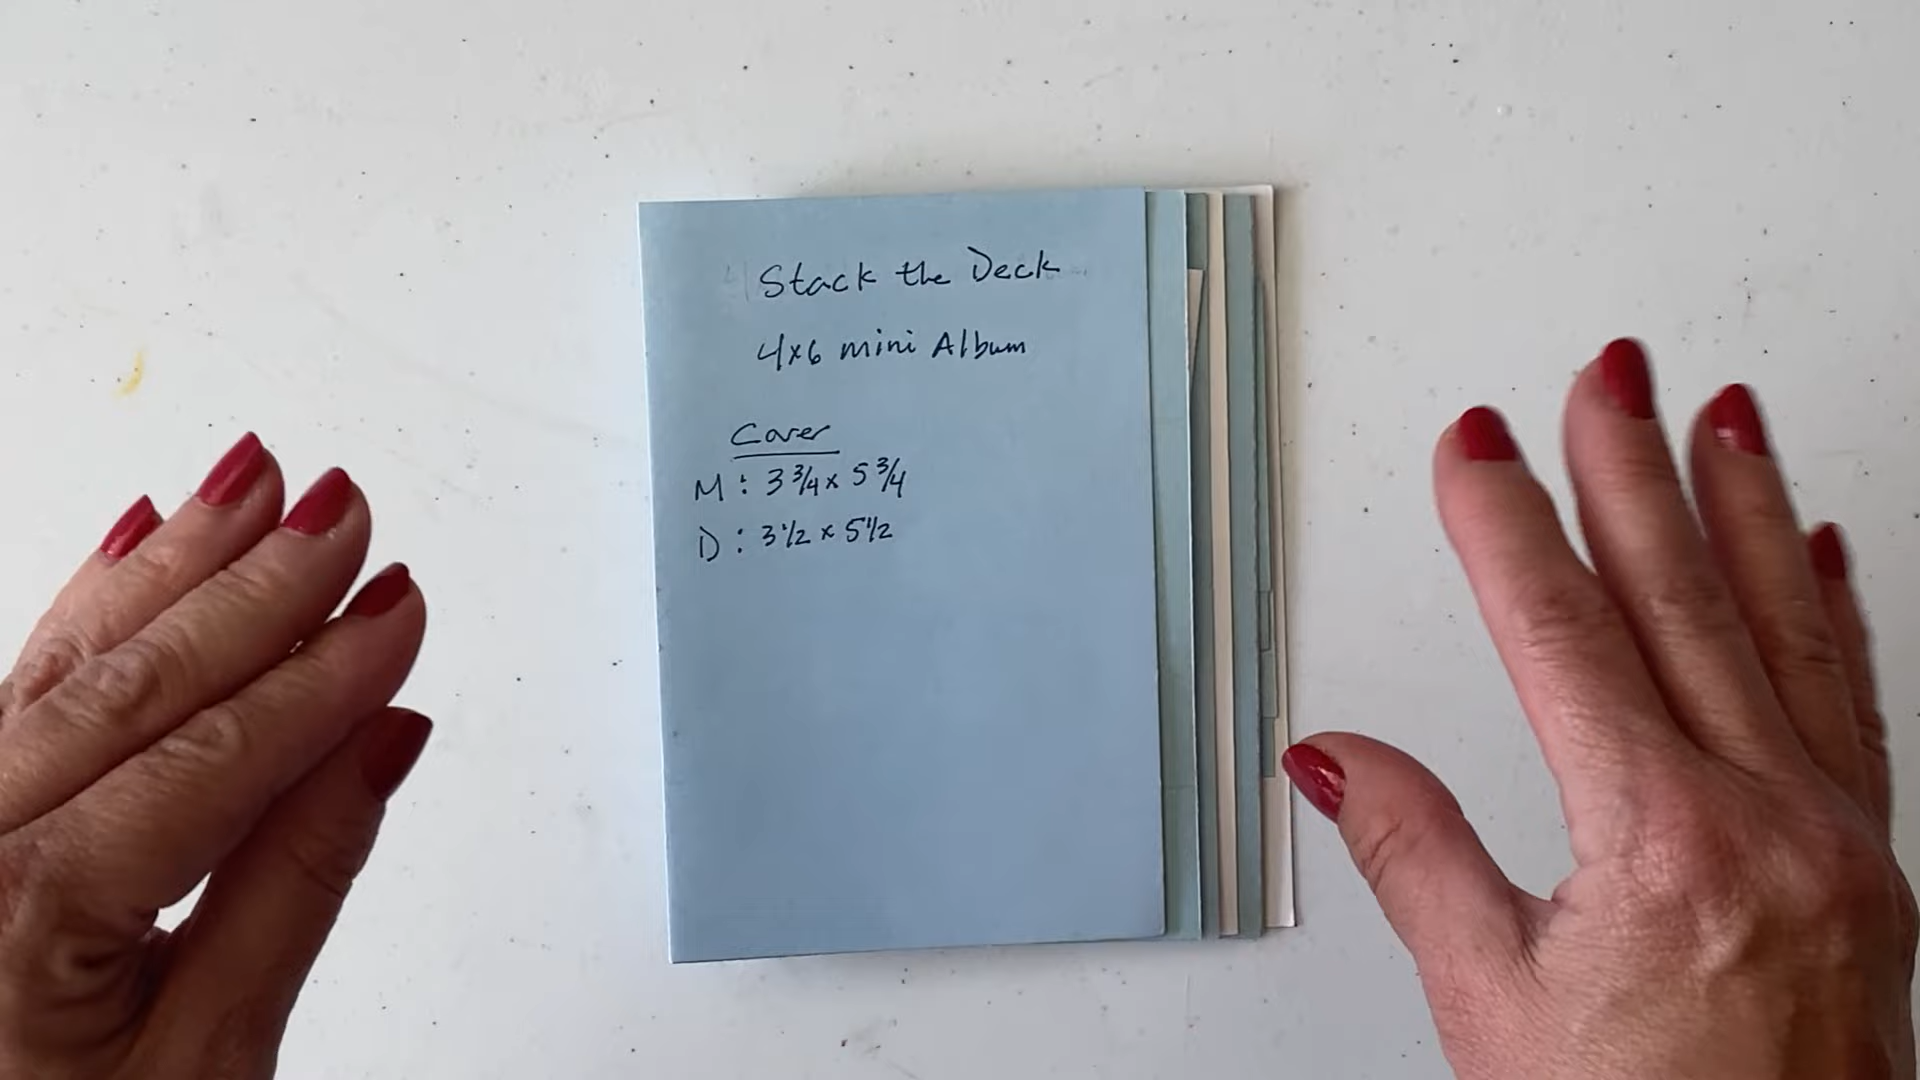 Stack the Deck
4x6 mini Album
Cover
M: 3 3/4 x 5 3/4
D: 3 1/2 x 5 1/2